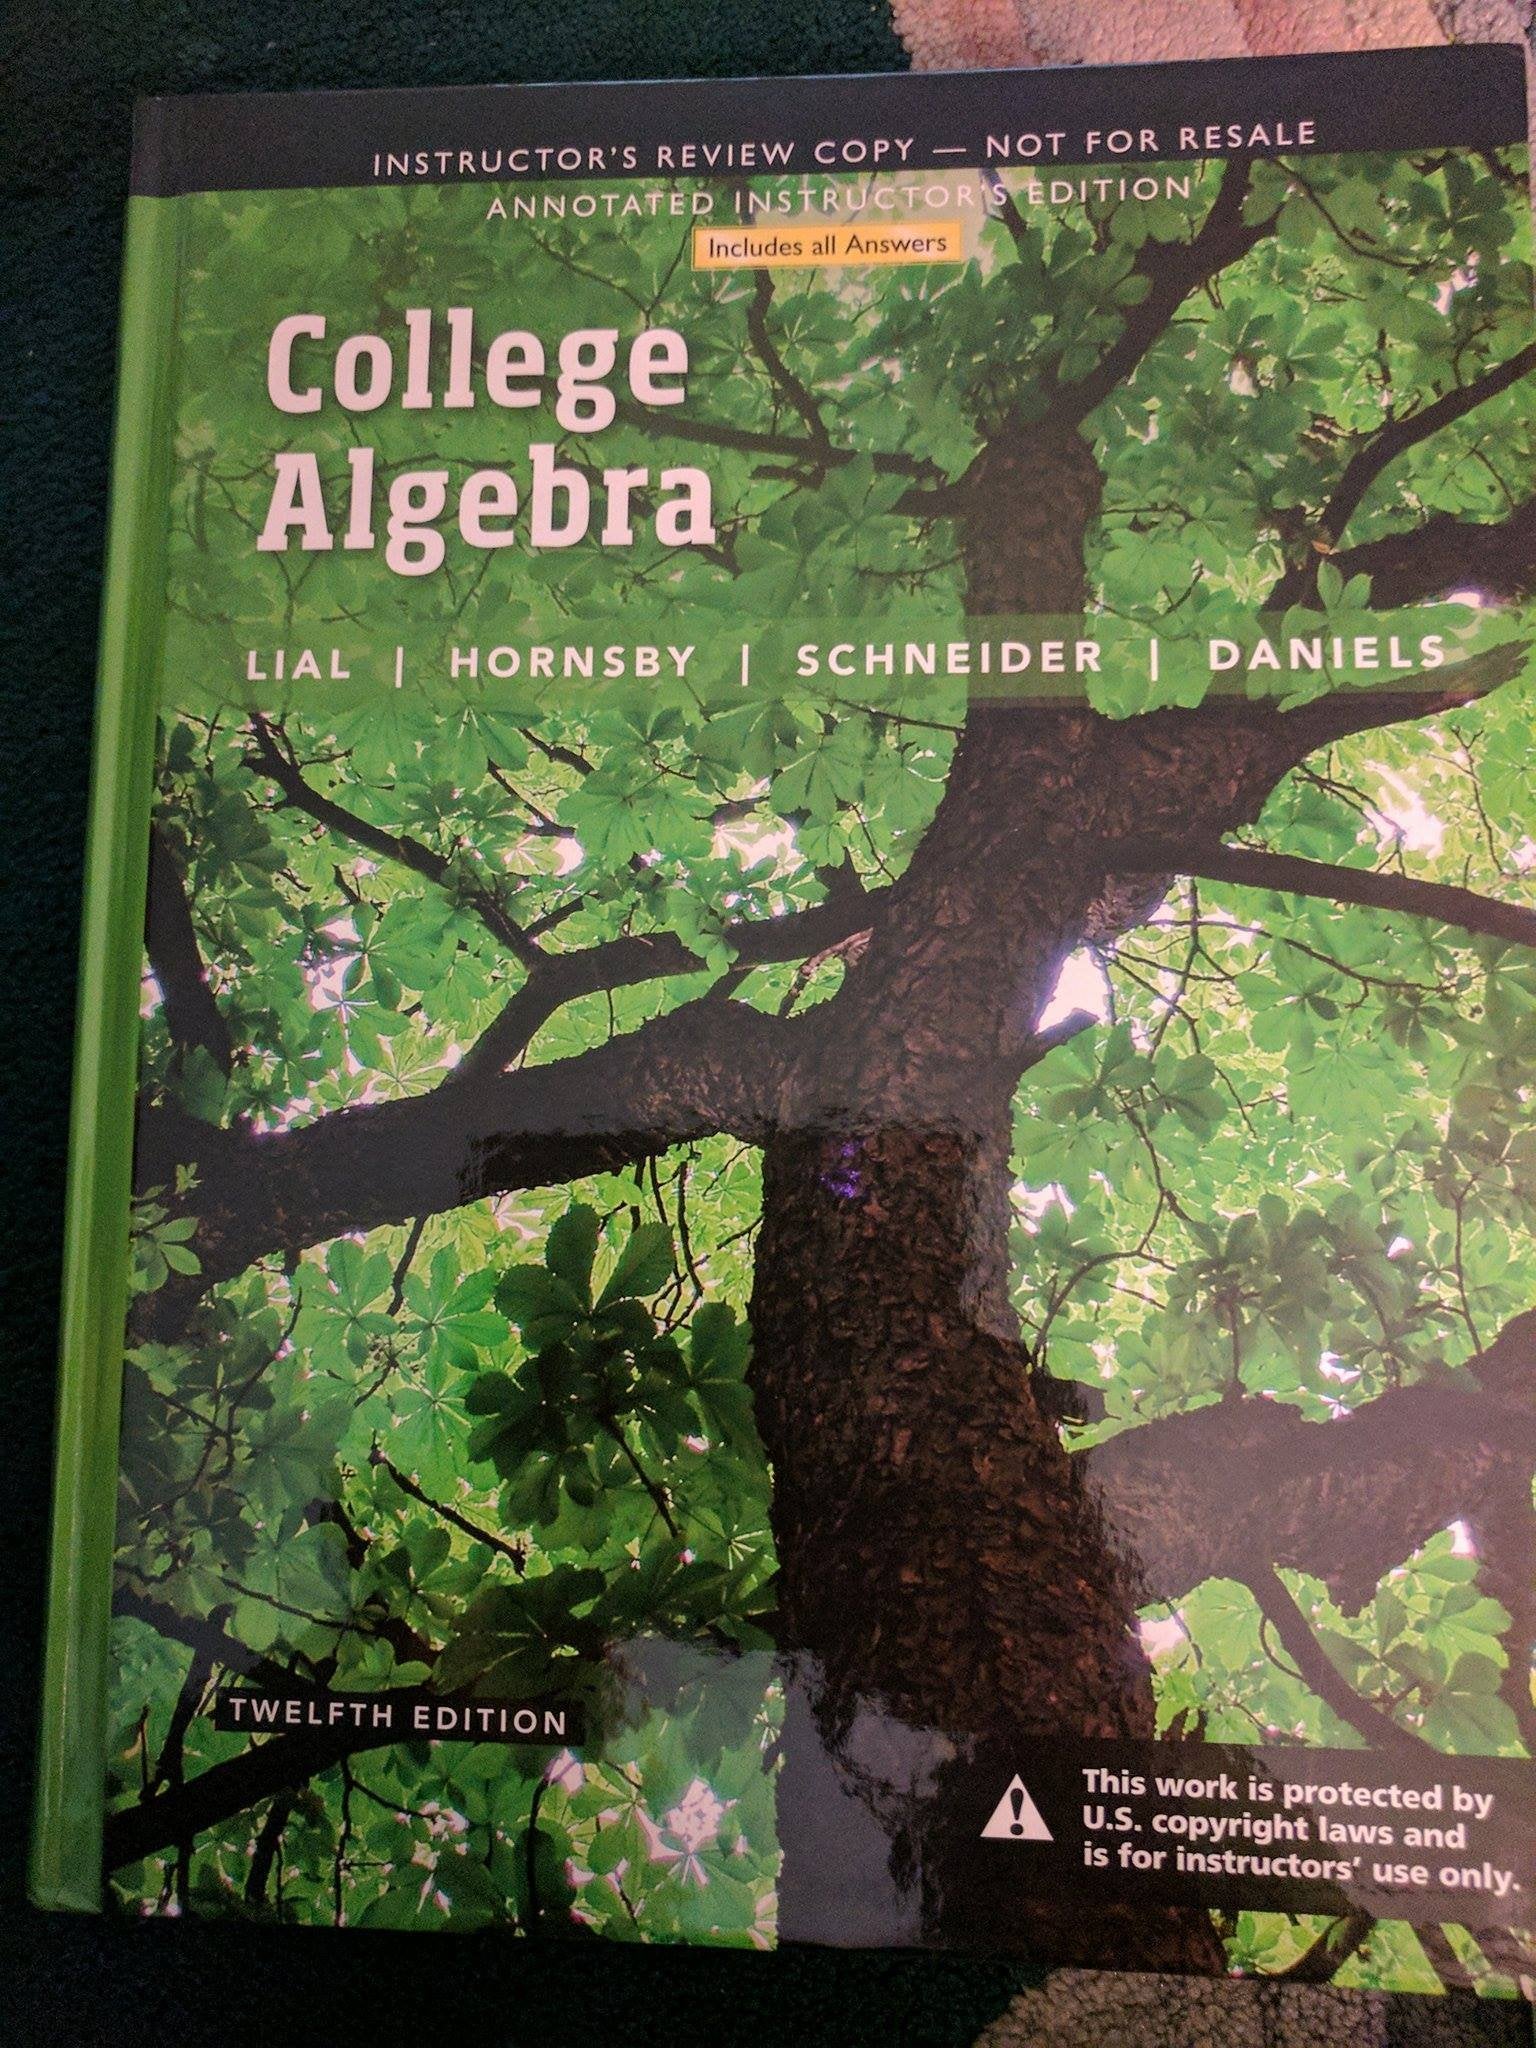 INSTRUCTOR'S REVIEW COPY — NOT FOR RESALE
ANNOTATED INSTRUCTOR'S EDITION
Includes all Answers
College
Algebra
LIAL | HORNSBY | SCHNEIDER | DANIELS
TWELFTH EDITION
This work is protected by
U.S. copyright laws and
is for instructors' use only.